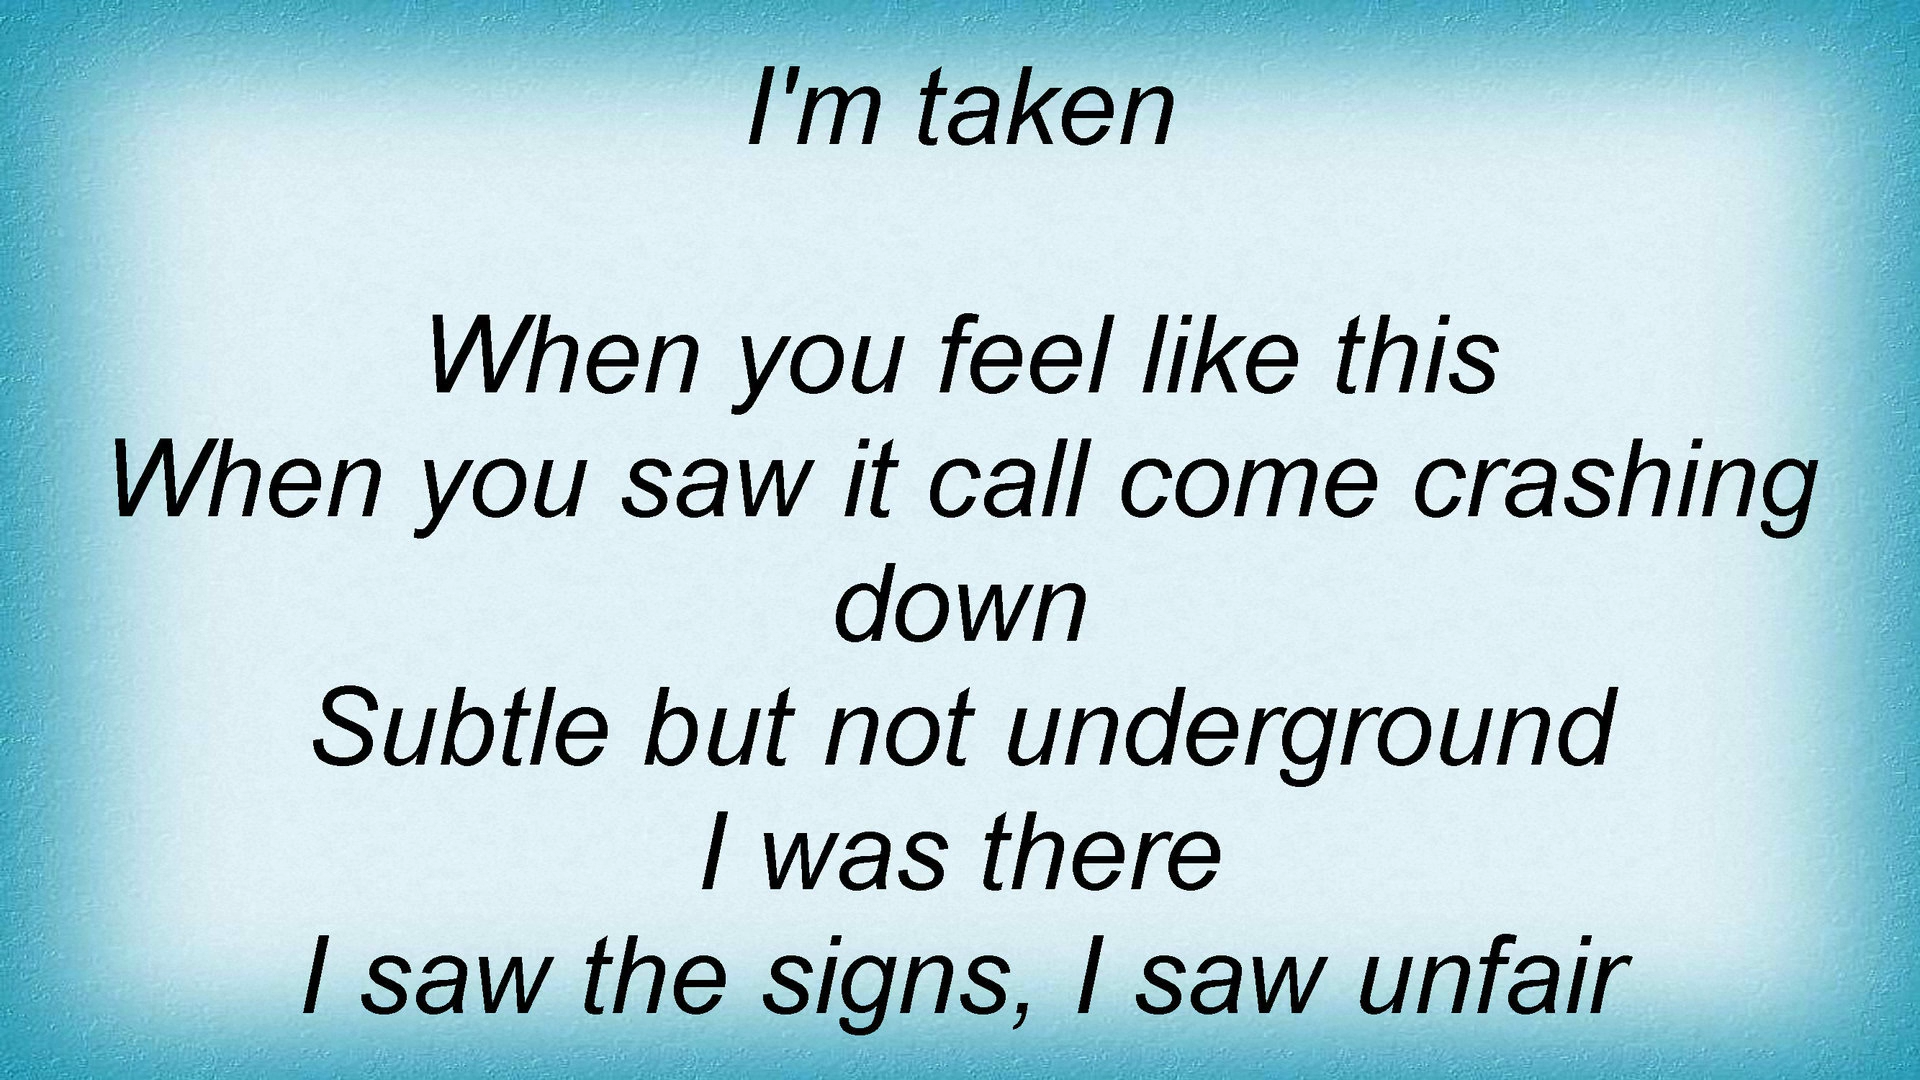 I'm taken
When you feel like this
When you saw it call come crashing
down
Subtle but not underground
I was there
I saw the signs, I saw unfair